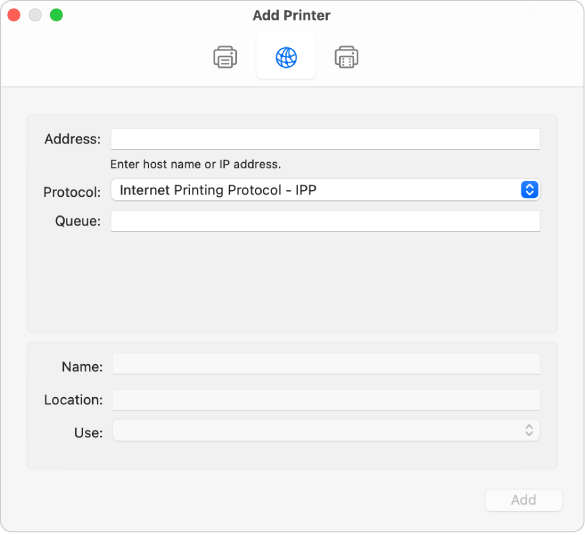 Add Printer
Address:
Enter host name or IP address.
Protocol: Internet Printing Protocol - IPP
Queue:
Name:
Location:
Use:
Add